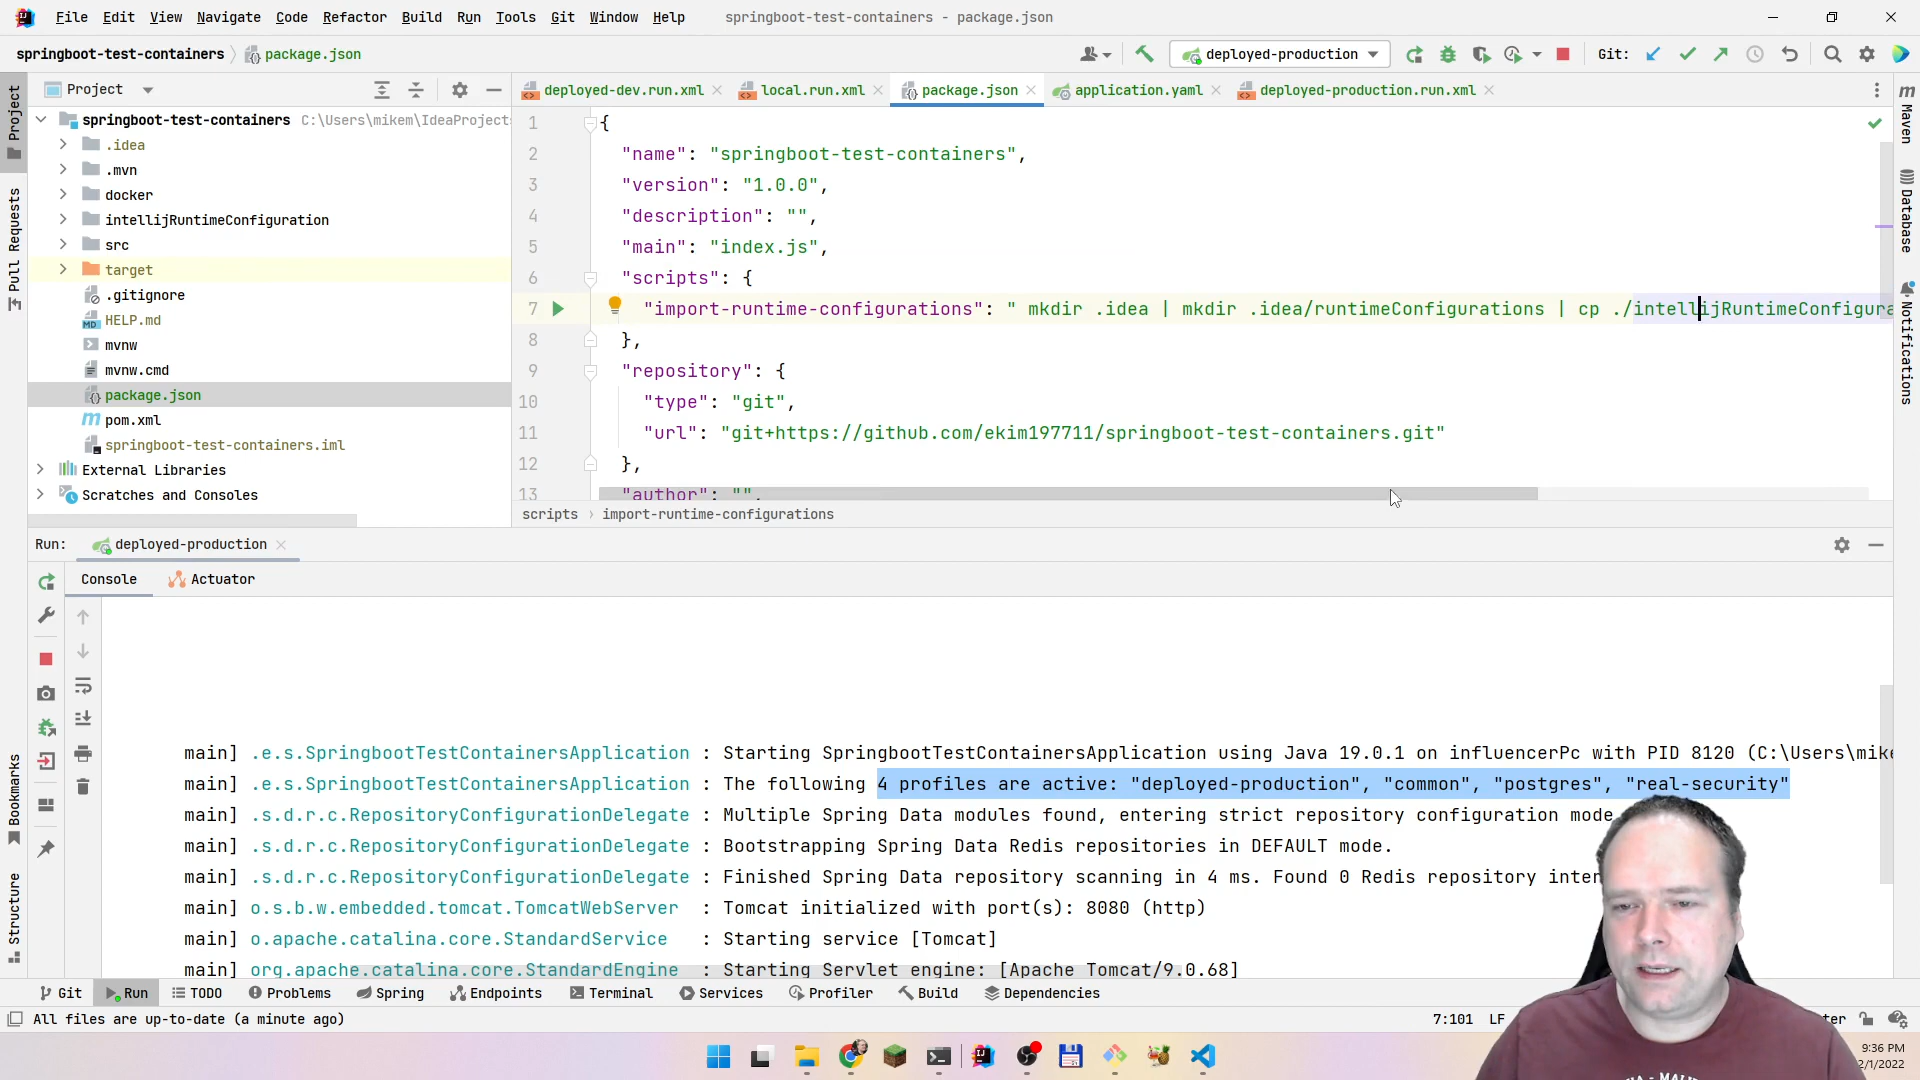 File Edit View Navigate Code Refactor Build Run Tools Git Window Help springboot-test-containers - package.json
springboot-test-containers package.json deployed-production Git:
Project
deployed-dev.run.xml local.run.xml package.json application.yaml deployed-production.run.xml
springboot-test-containers C:\Users\mikem\IdeaProject
.idea
.mvn
docker
intellijRuntimeConfiguration
src
target
.gitignore
HELP.md
mvnw
mvnw.cmd
package.json
pom.xml
springboot-test-containers.iml
External Libraries
Scratches and Consoles
1 {
2 "name": "springboot-test-containers",
3 "version": "1.0.0",
4 "description": "",
5 "main": "index.js",
6 "scripts": {
7 "import-runtime-configurations": " mkdir .idea | mkdir .idea/runtimeConfigurations | cp ./intellijRuntimeConfigura
8 },
9 "repository": {
10 "type": "git",
11 "url": "git+https://github.com/ekim197711/springboot-test-containers.git"
12 },
13 "author": "",
scripts › import-runtime-configurations
Project
Pull Requests
Bookmarks
Structure
Maven
Database
Notifications
Run: deployed-production
Console Actuator
main] .e.s.SpringbootTestContainersApplication : Starting SpringbootTestContainersApplication using Java 19.0.1 on influencerPc with PID 8120 (C:\Users\mike
main] .e.s.SpringbootTestContainersApplication : The following 4 profiles are active: "deployed-production", "common", "postgres", "real-security"
main] .s.d.r.c.RepositoryConfigurationDelegate : Multiple Spring Data modules found, entering strict repository configuration mode
main] .s.d.r.c.RepositoryConfigurationDelegate : Bootstrapping Spring Data Redis repositories in DEFAULT mode.
main] .s.d.r.c.RepositoryConfigurationDelegate : Finished Spring Data repository scanning in 4 ms. Found 0 Redis repository inter
main] o.s.b.w.embedded.tomcat.TomcatWebServer : Tomcat initialized with port(s): 8080 (http)
main] o.apache.catalina.core.StandardService : Starting service [Tomcat]
main] org.apache.catalina.core.StandardEngine : Starting Servlet engine: [Apache Tomcat/9.0.68]
Git Run TODO Problems Spring Endpoints Terminal Services Profiler Build Dependencies
All files are up-to-date (a minute ago) 7:101 LF ter
9:36 PM
2/1/2022